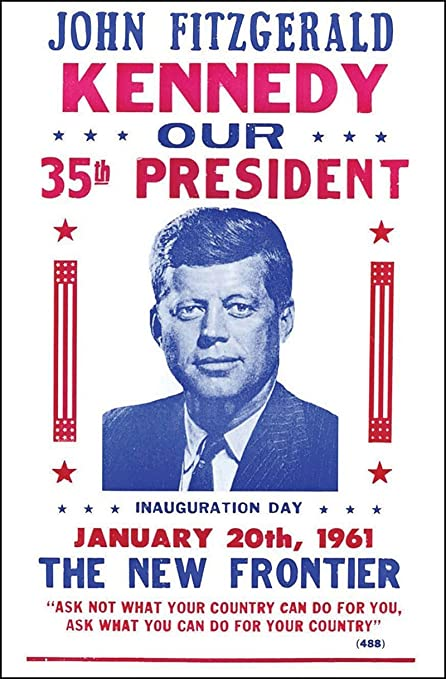 JOHN FITZGERALD
KENNEDY
OUR
35th PRESIDENT
INAUGURATION DAY
JANUARY 20th, 1961
THE NEW FRONTIER
"ASK NOT WHAT YOUR COUNTRY CAN DO FOR YOU,
ASK WHAT YOU CAN DO FOR YOUR COUNTRY"
(488)